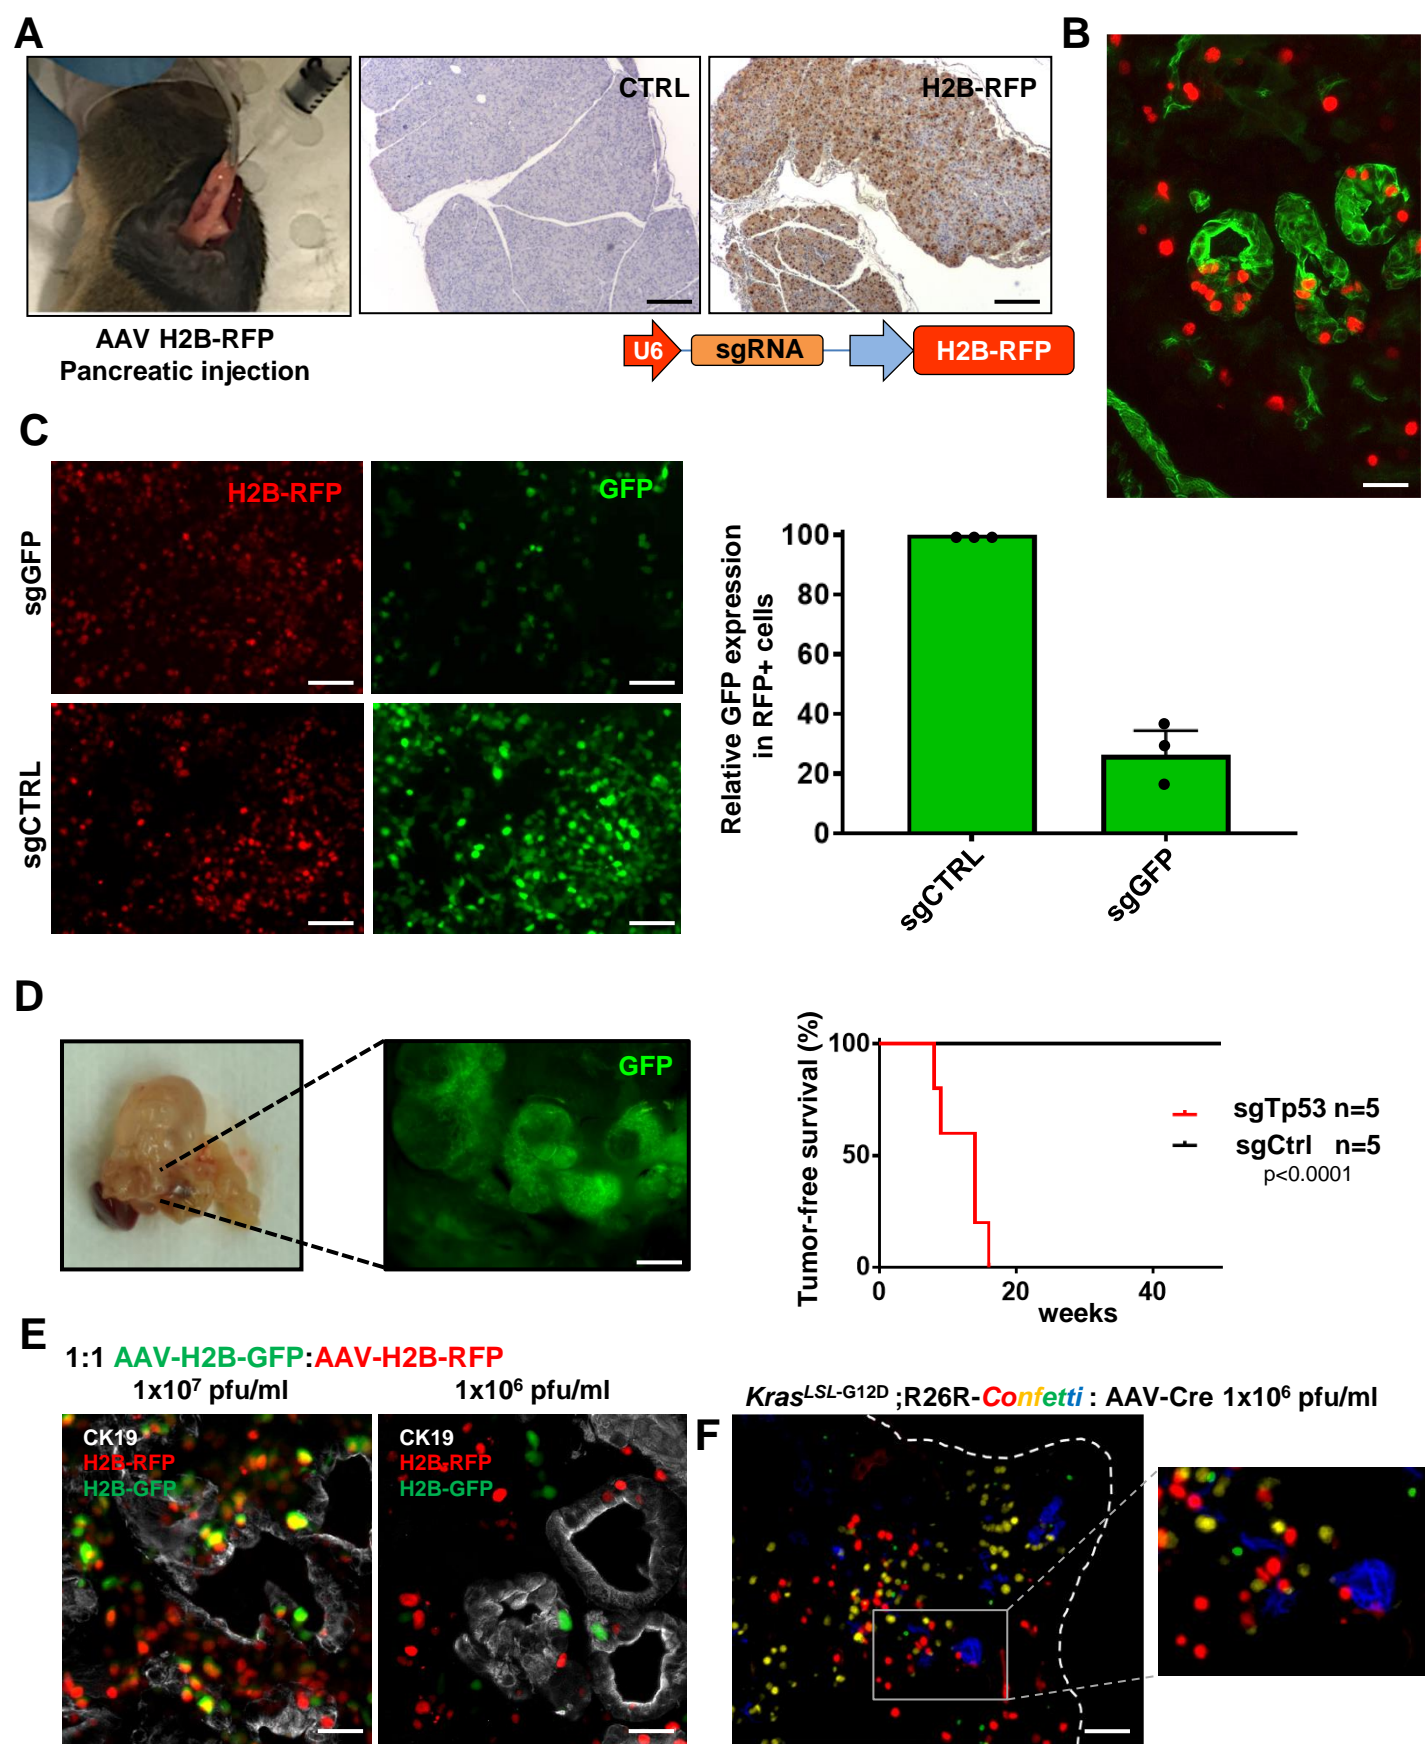 A
CTRL
H2B-RFP
AAV H2B-RFP
Pancreatic injection
U6
sgRNA
H2B-RFP
B
C
sgGFP
H2B-RFP
GFP
sgCTRL
Relative GFP expression
in RFP+ cells
100
80
60
40
20
0
sgCTRL
sgGFP
D
GFP
Tumor-free survival (%)
100
50
0
0
20
40
weeks
sgTp53 n=5
sgCtrl n=5
p<0.0001
E
1:1 AAV-H2B-GFP:AAV-H2B-RFP
1x10⁷ pfu/ml
1x10⁶ pfu/ml
CK19
H2B-RFP
H2B-GFP
CK19
H2B-RFP
H2B-GFP
F
Kras^LSL-G12D ;R26R-Confetti : AAV-Cre 1x10⁶ pfu/ml